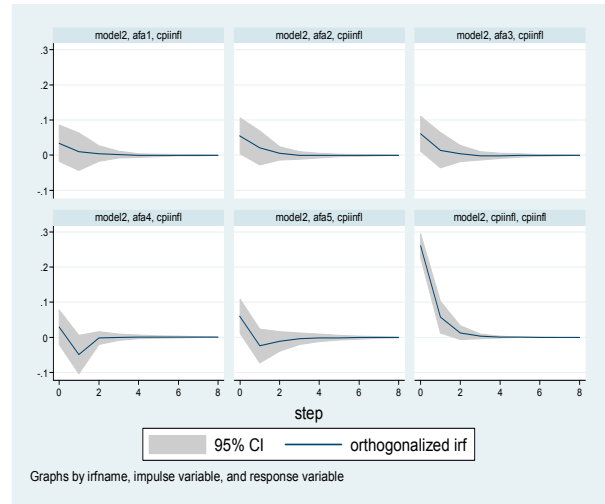 model2, afa1, cpiinfl
model2, afa2, cpiinfl
model2, afa3, cpiinfl
.3
.2
.1
0
-.1
model2, afa4, cpiinfl
model2, afa5, cpiinfl
model2, cpiinfl, cpiinfl
.3
.2
.1
0
-.1
0 2 4 6 8
0 2 4 6 8
0 2 4 6 8
step
95% CI
orthogonalized irf
Graphs by irfname, impulse variable, and response variable